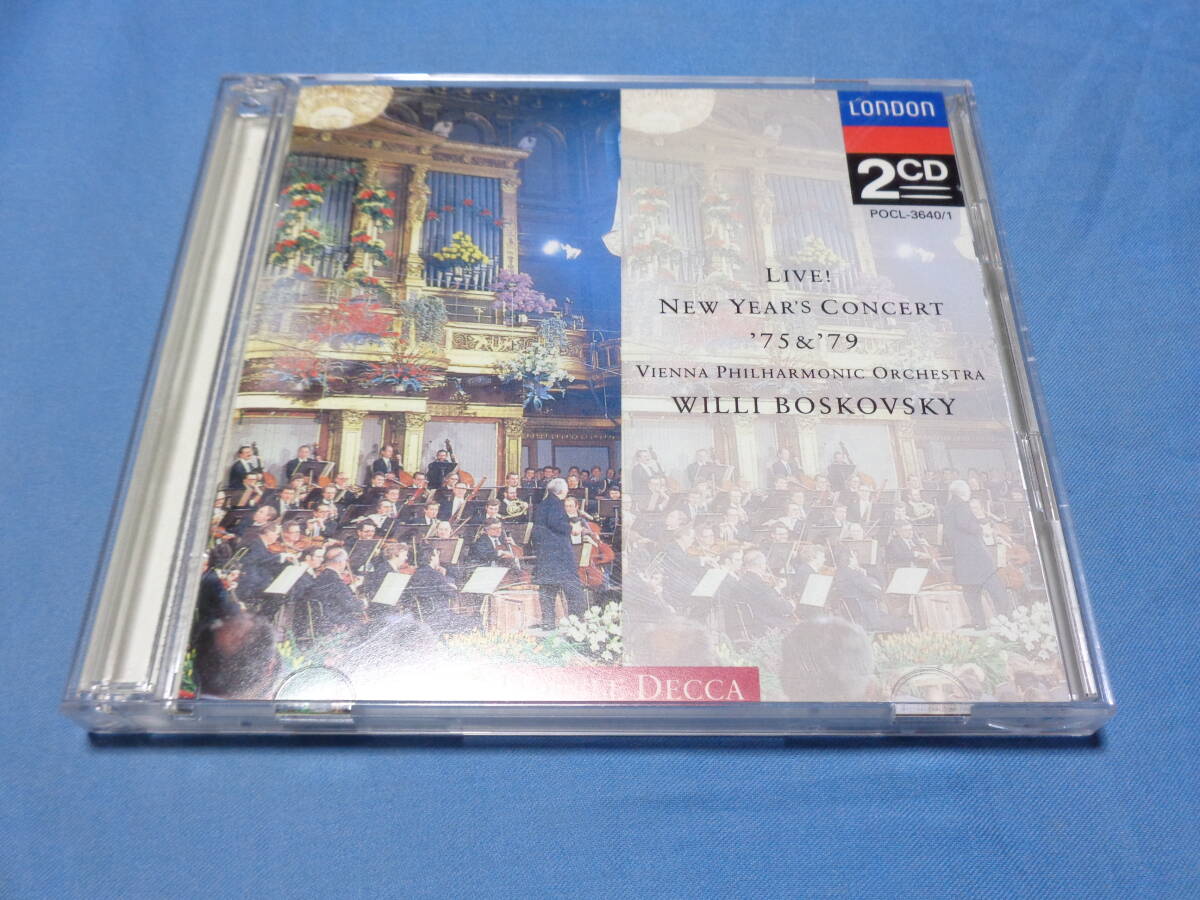 LONDON
2CD
POCL-3640/1
LIVE!
NEW YEAR'S CONCERT
'75 & '79
VIENNA PHILHARMONIC ORCHESTRA
WILLI BOSKOVSKY
DECCA